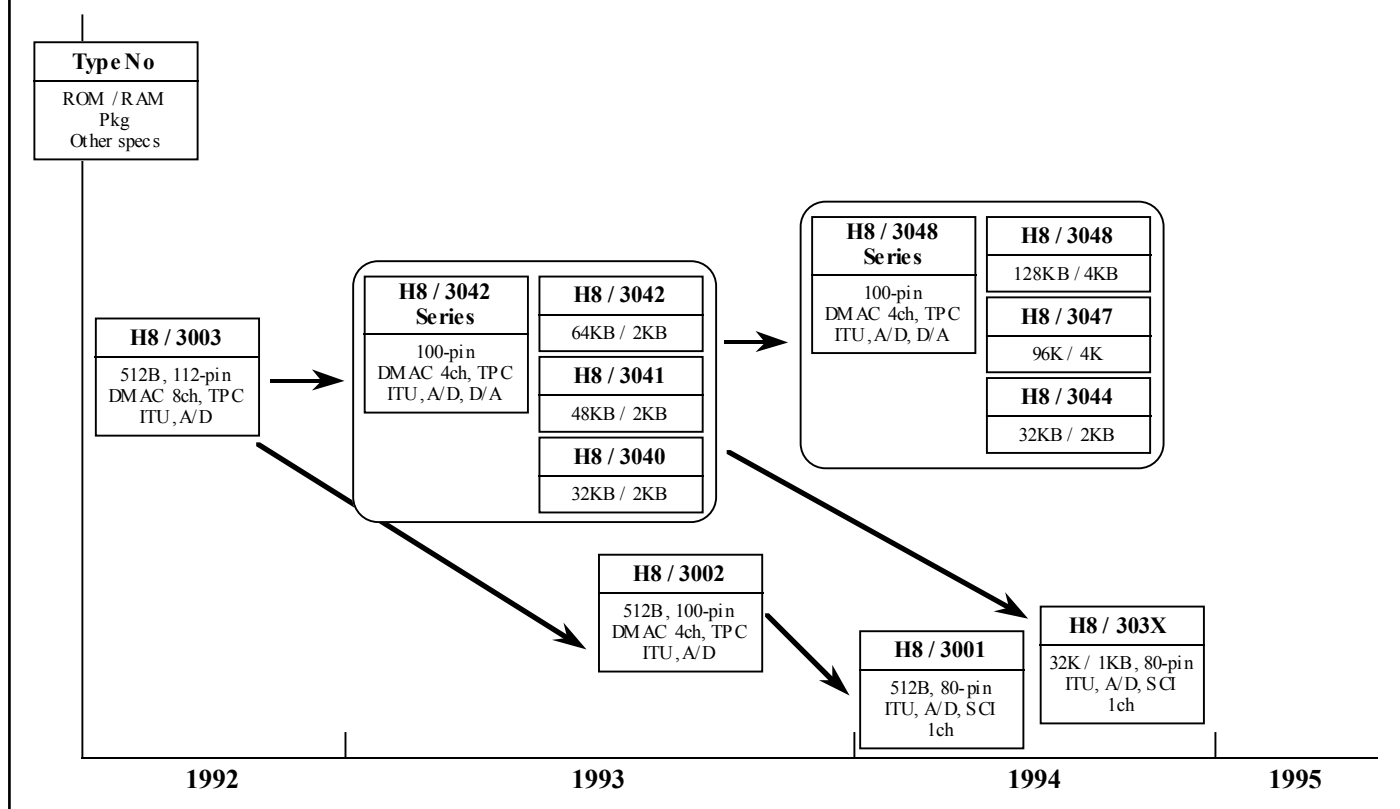 Type No
ROM / RAM
Pkg
Other specs
H8 / 3003
512B, 112-pin
DMAC 8ch, TPC
ITU, A/D
H8 / 3042
Series
100-pin
DMAC 4ch, TPC
ITU, A/D, D/A
H8 / 3042
64KB / 2KB
H8 / 3041
48KB / 2KB
H8 / 3040
32KB / 2KB
H8 / 3048
Series
100-pin
DMAC 4ch, TPC
ITU, A/D, D/A
H8 / 3048
128KB / 4KB
H8 / 3047
96K / 4K
H8 / 3044
32KB / 2KB
H8 / 3002
512B, 100-pin
DMAC 4ch, TPC
ITU, A/D
H8 / 3001
512B, 80-pin
ITU, A/D, SCI
1ch
H8 / 303X
32K / 1KB, 80-pin
ITU, A/D, SCI
1ch
1992
1993
1994
1995